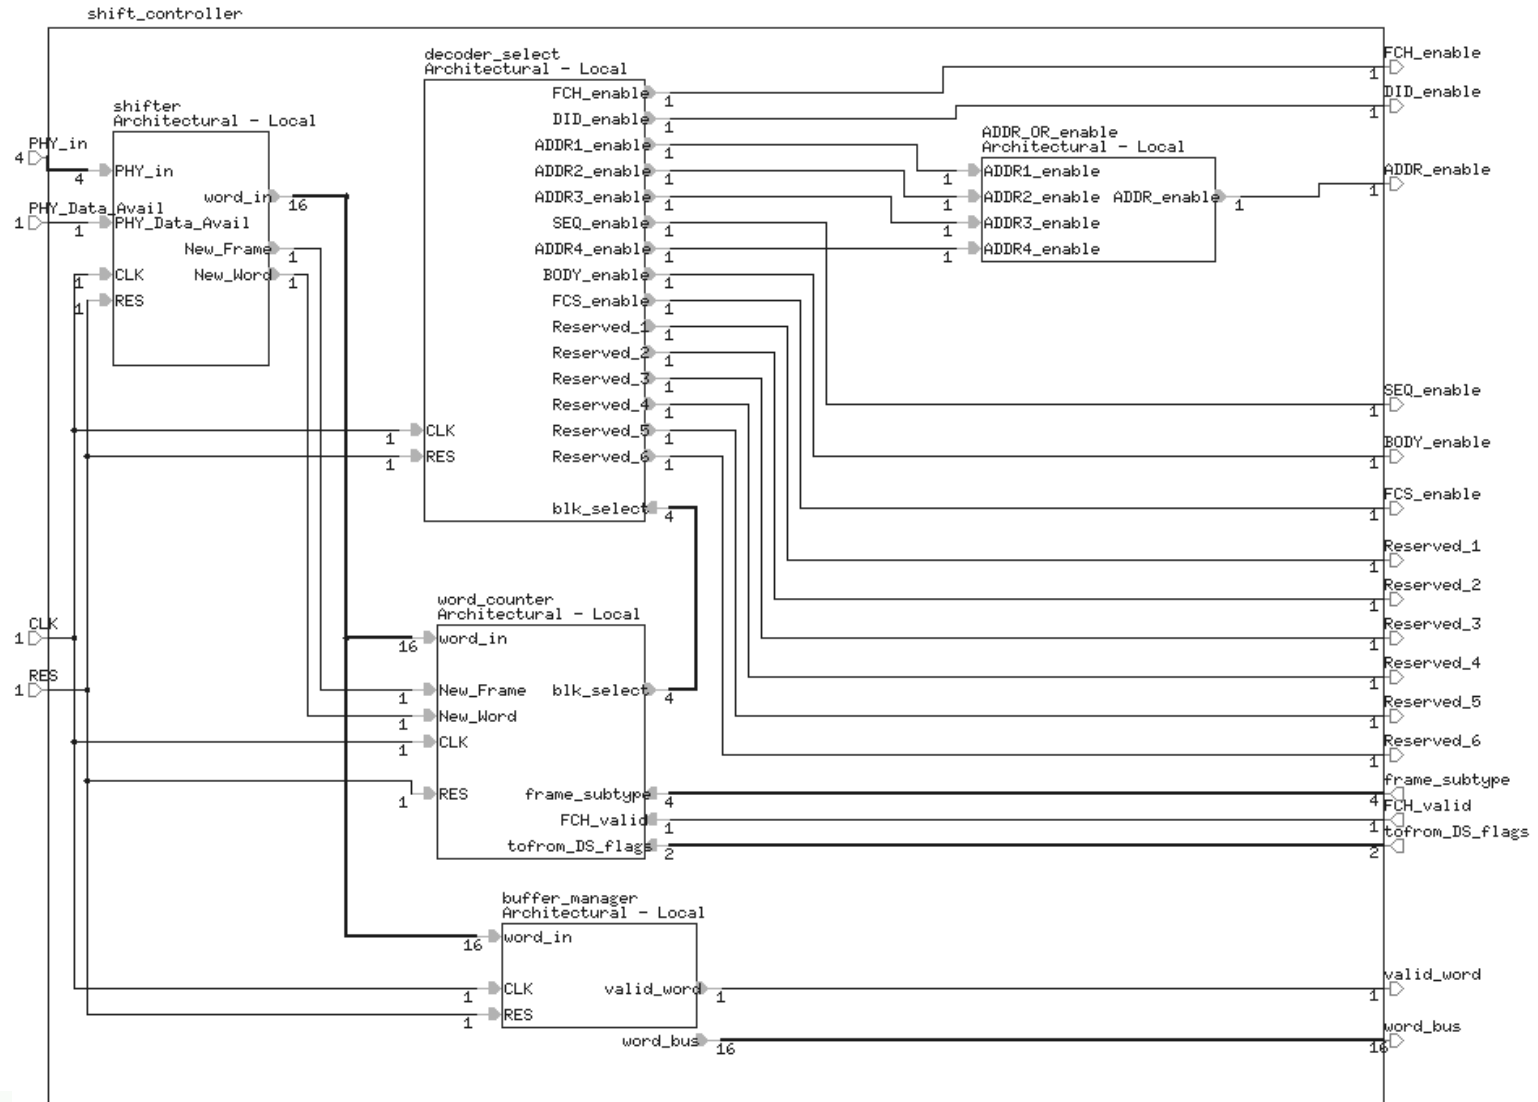 shift_controller
decoder_select
Architectural - Local
shifter
Architectural - Local
PHY_in
4
4
PHY_in
word_in
16
PHY_Data_Avail
1
1
PHY_Data_Avail
New_Frame
1
CLK
1
New_Word
1
RES
1
FCH_enable
1
DID_enable
1
ADDR1_enable
1
ADDR2_enable
1
ADDR3_enable
1
SEQ_enable
1
ADDR4_enable
1
BODY_enable
1
FCS_enable
1
Reserved_1
1
Reserved_2
1
Reserved_3
1
Reserved_4
1
CLK
1
Reserved_5
1
RES
1
Reserved_6
1
blk_select
4
ADDR_OR_enable
Architectural - Local
ADDR1_enable
1
ADDR2_enable
1
ADDR_enable
1
ADDR3_enable
1
ADDR4_enable
1
FCH_enable
1
DID_enable
1
ADDR_enable
1
SEQ_enable
1
BODY_enable
1
FCS_enable
1
Reserved_1
1
Reserved_2
1
Reserved_3
1
Reserved_4
1
Reserved_5
1
Reserved_6
1
frame_subtype
4
FCH_valid
1
tofrom_DS_flags
2
CLK
1
RES
1
word_counter
Architectural - Local
word_in
16
New_Frame
1
blk_select
4
New_Word
1
CLK
1
RES
1
frame_subtype
4
FCH_valid
1
tofrom_DS_flags
2
buffer_manager
Architectural - Local
word_in
16
CLK
1
valid_word
1
RES
1
word_bus
16
valid_word
1
word_bus
16